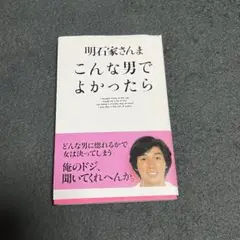 明石家さんま
こんな男で
よかったら
どんな男に惚れるかで
女は決ってしまう
俺のドジ、
聞いてくれへんか。